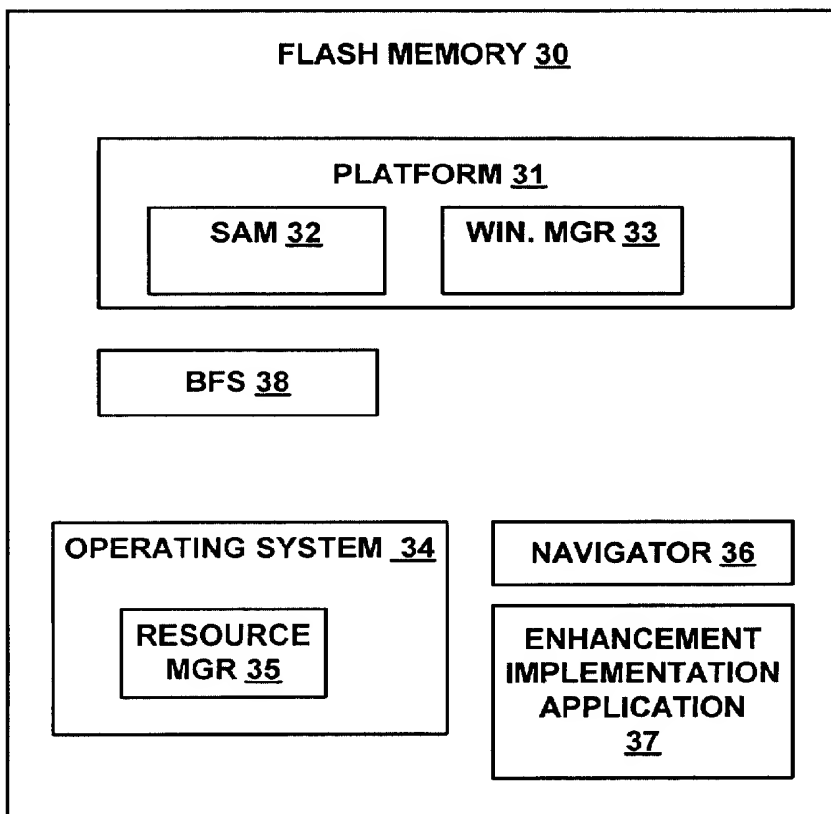 FLASH MEMORY 30
PLATFORM 31
SAM 32
WIN. MGR 33
BFS 38
OPERATING SYSTEM 34
RESOURCE
MGR 35
NAVIGATOR 36
ENHANCEMENT
IMPLEMENTATION
APPLICATION
37